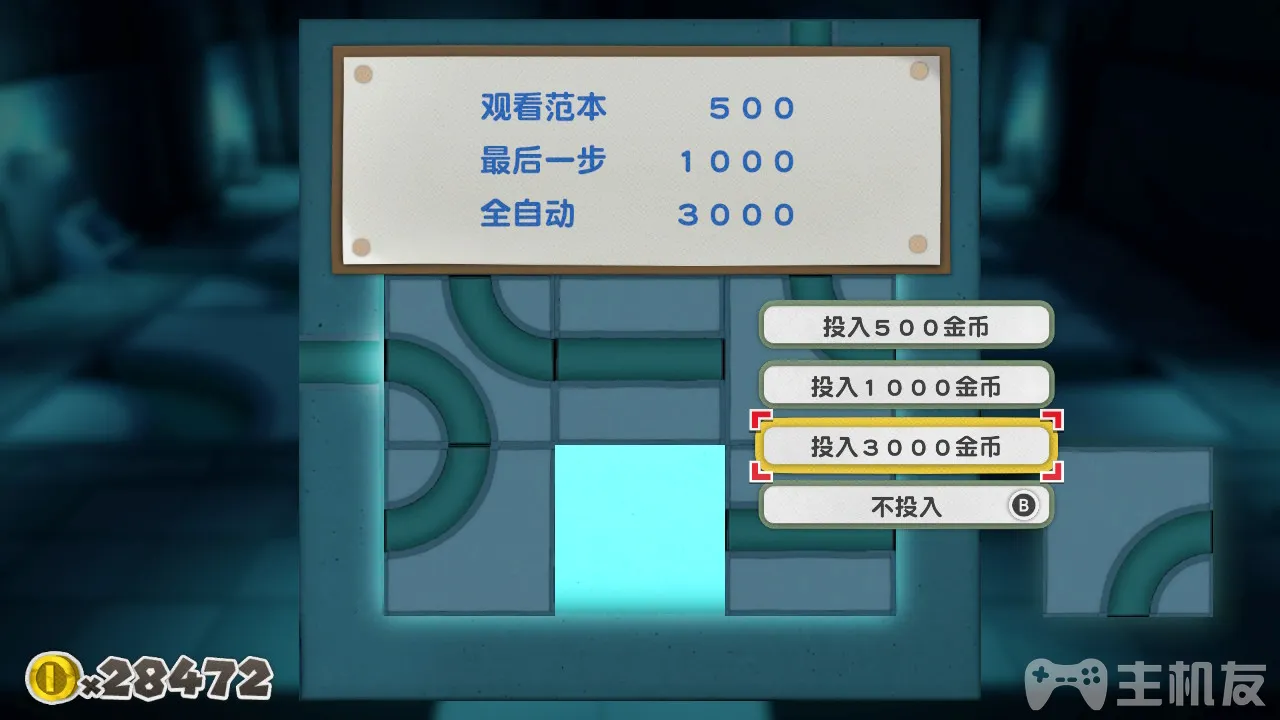 观看范本 500
最后一步 1000
全自动 3000
投入500金币
投入1000金币
投入3000金币
不投入 B
×28472
主机友